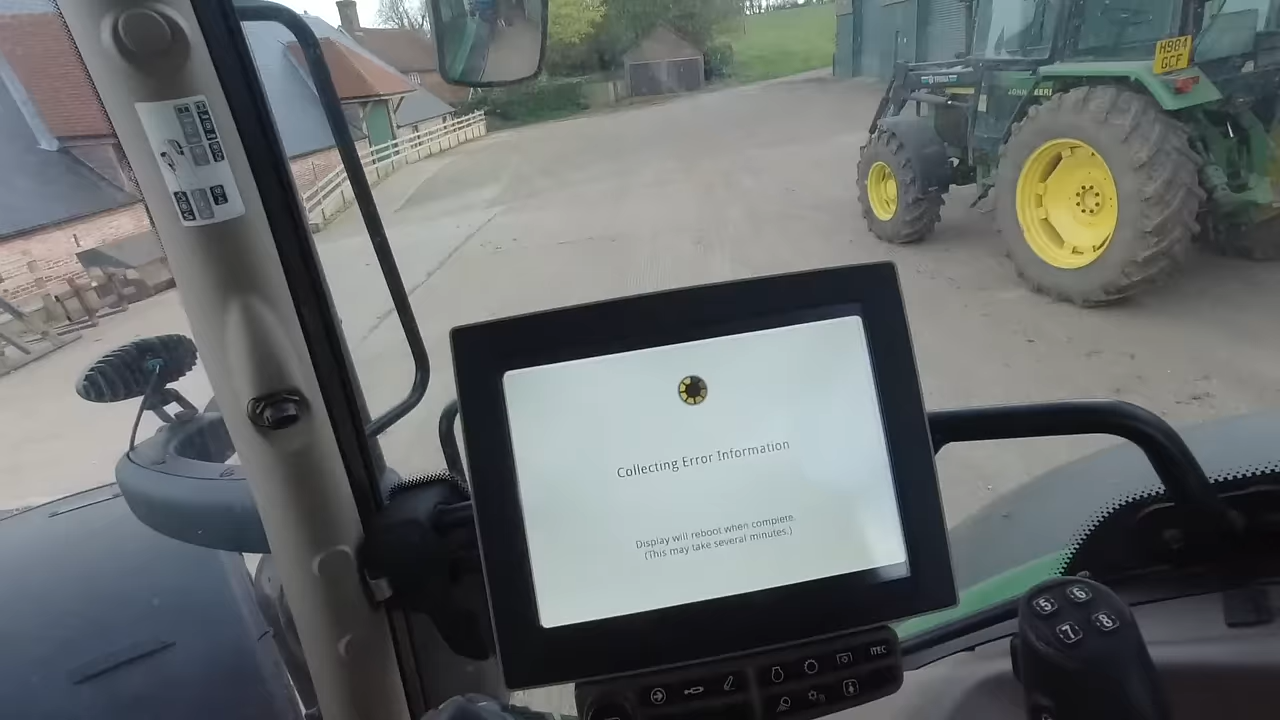 H984
GCF
JOHN DEERE
Collecting Error Information
Display will reboot when complete.
(This may take several minutes.)
ITEC
5
6
7
8